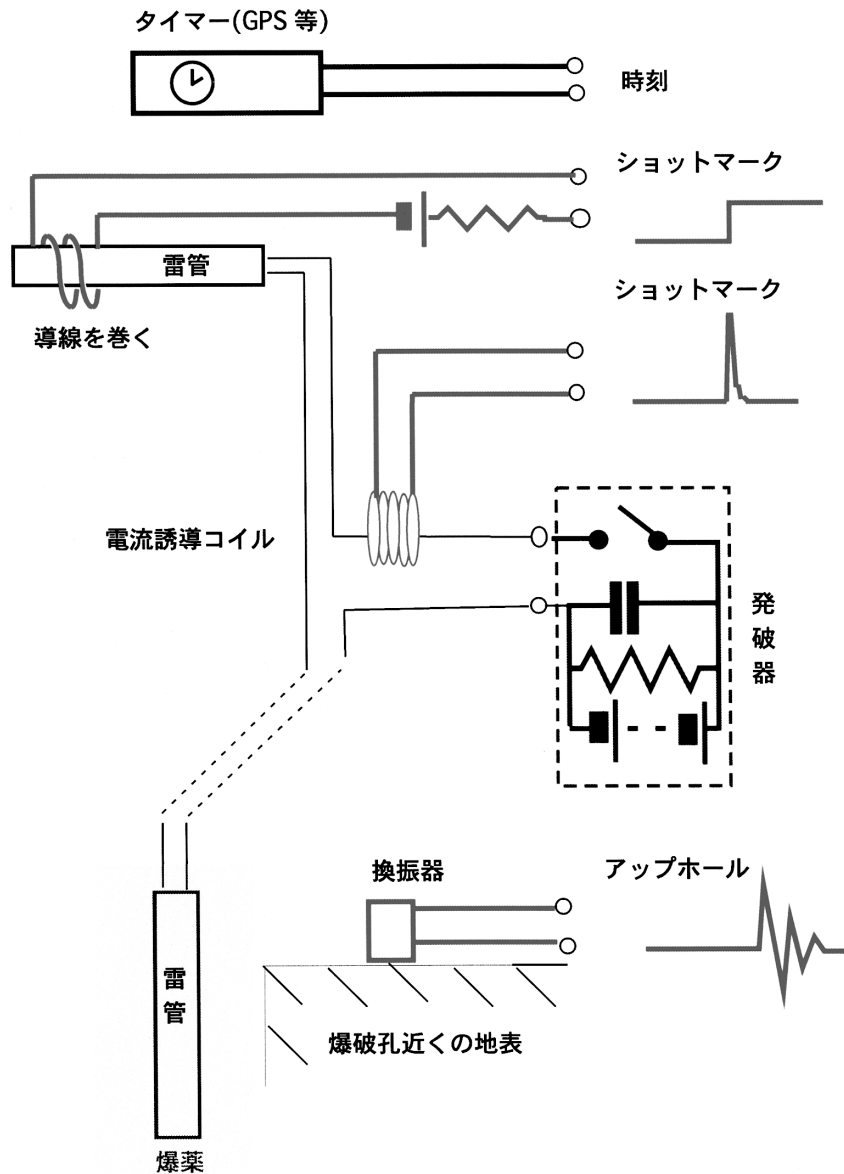 タイマー(GPS 等)
時刻
ショットマーク
雷管
導線を巻く
ショットマーク
電流誘導コイル
発破器
換振器
アップホール
雷管
爆破孔近くの地表
爆薬